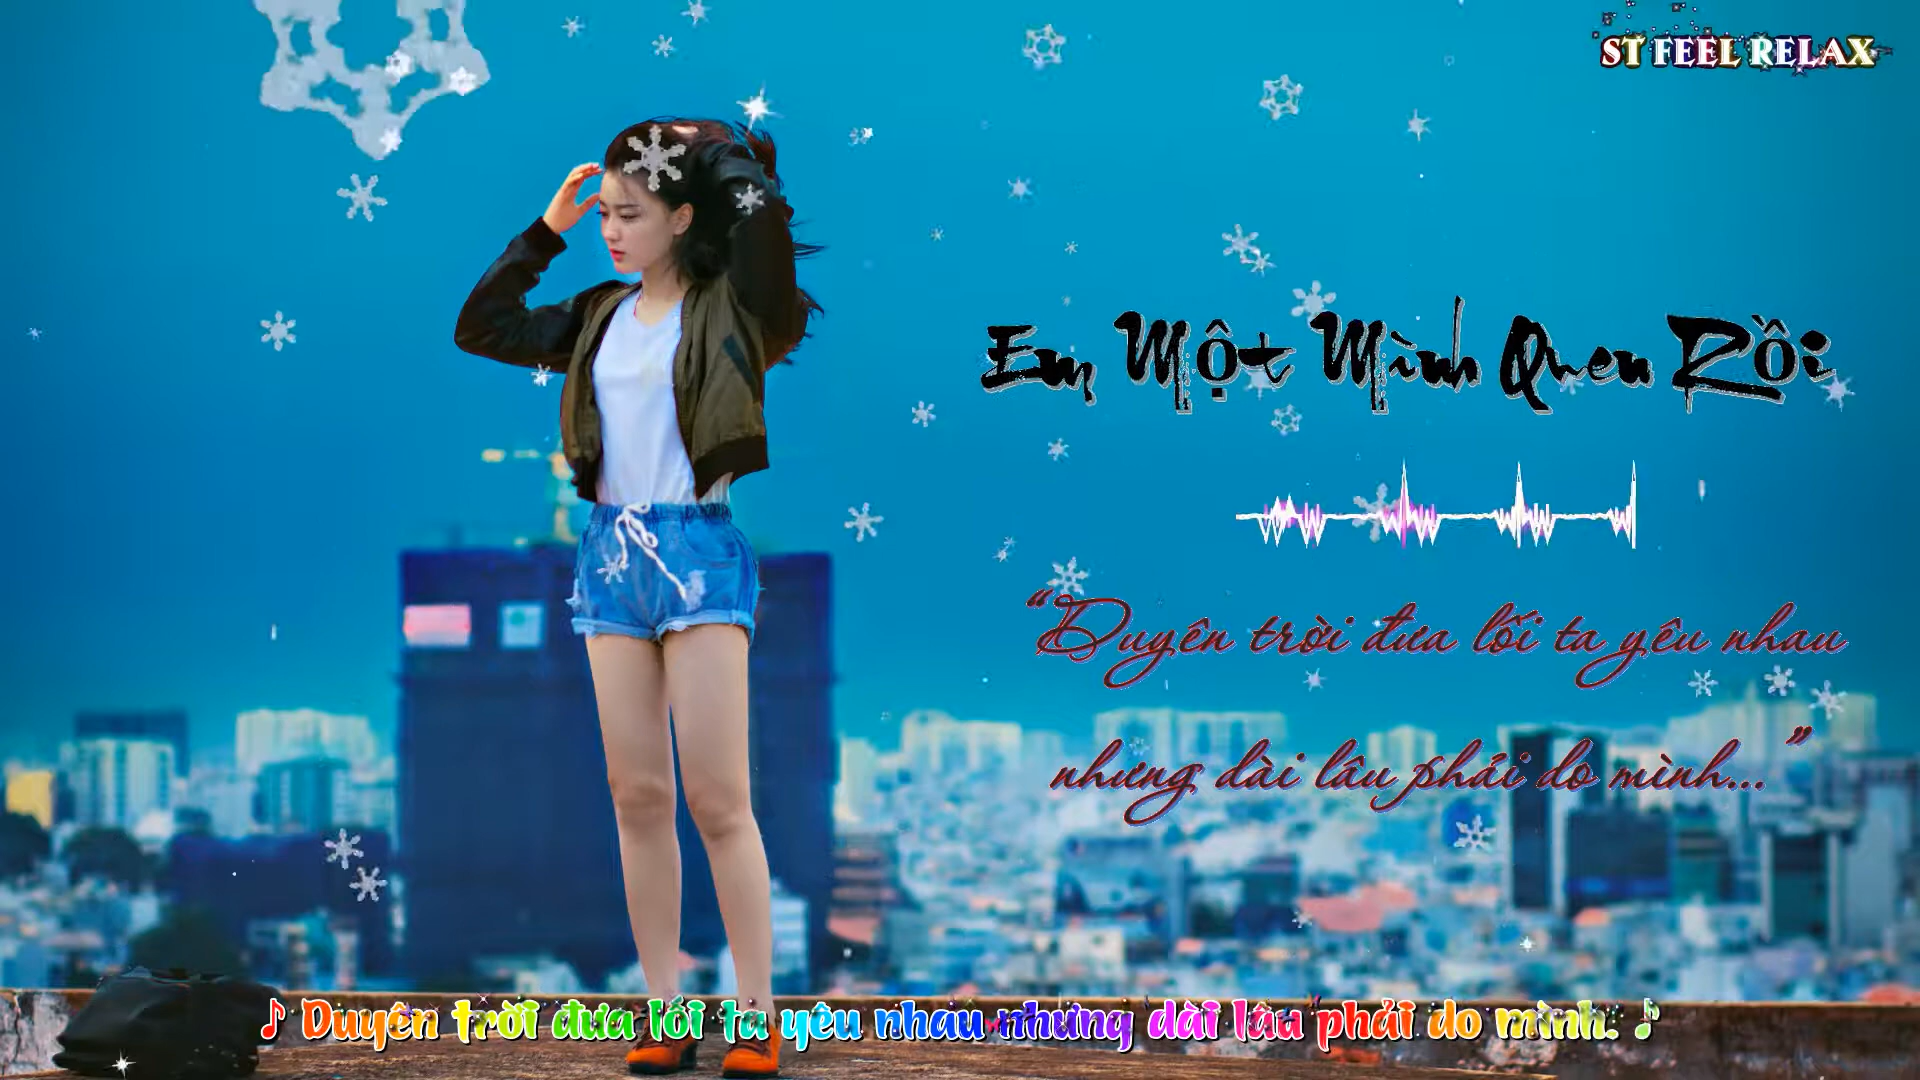 ST FEEL RELAX
Em Một Mình Quen Rồi
“Duyên trời đưa lối ta yêu nhau
nhưng dài lâu phải do mình...”
♪ Duyên trời đưa lối ta yêu nhau nhưng dài lâu phải do mình. ♪